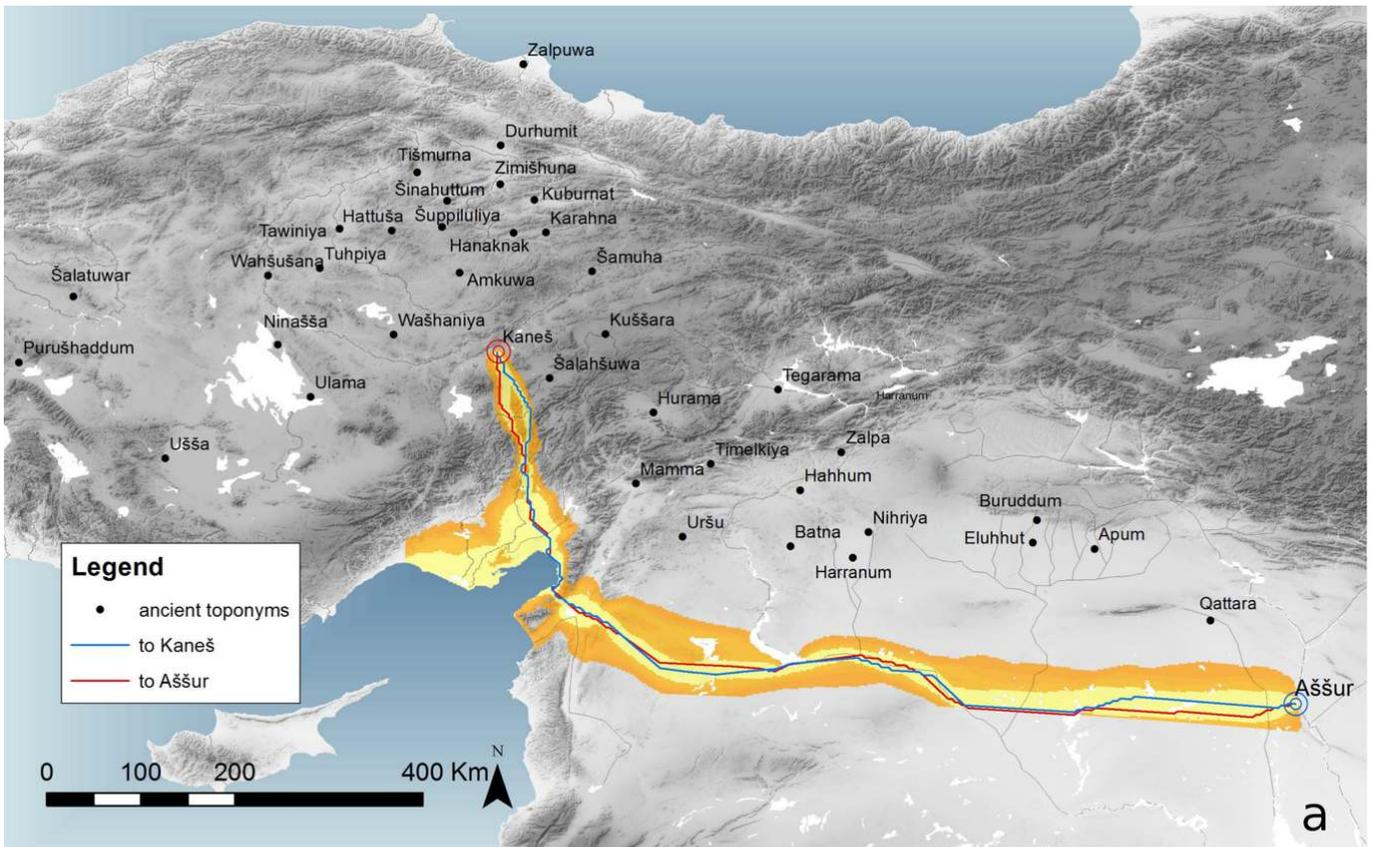 Zalpuwa
Durhumit
Tišmurna
Zimišhuna
Šinahuttum
Kuburnat
Hattuša
Šuppiluliya
Karahna
Tawiniya
Hanaknak
Wahšušana
Tuhpiya
Šamuha
Amkuwa
Šalatuwar
Ninašša
Wašhaniya
Kuššara
Kaneš
Purušhaddum
Šalahšuwa
Ulama
Tegarama
Harranum
Hurama
Ušša
Zalpa
Timelkiya
Mamma
Hahhum
Buruddum
Uršu
Nihriya
Batna
Eluhhut
Apum
Harranum
Legend
ancient toponyms
to Kaneš
to Aššur
Qattara
Aššur
N
0 100 200 400 Km
a